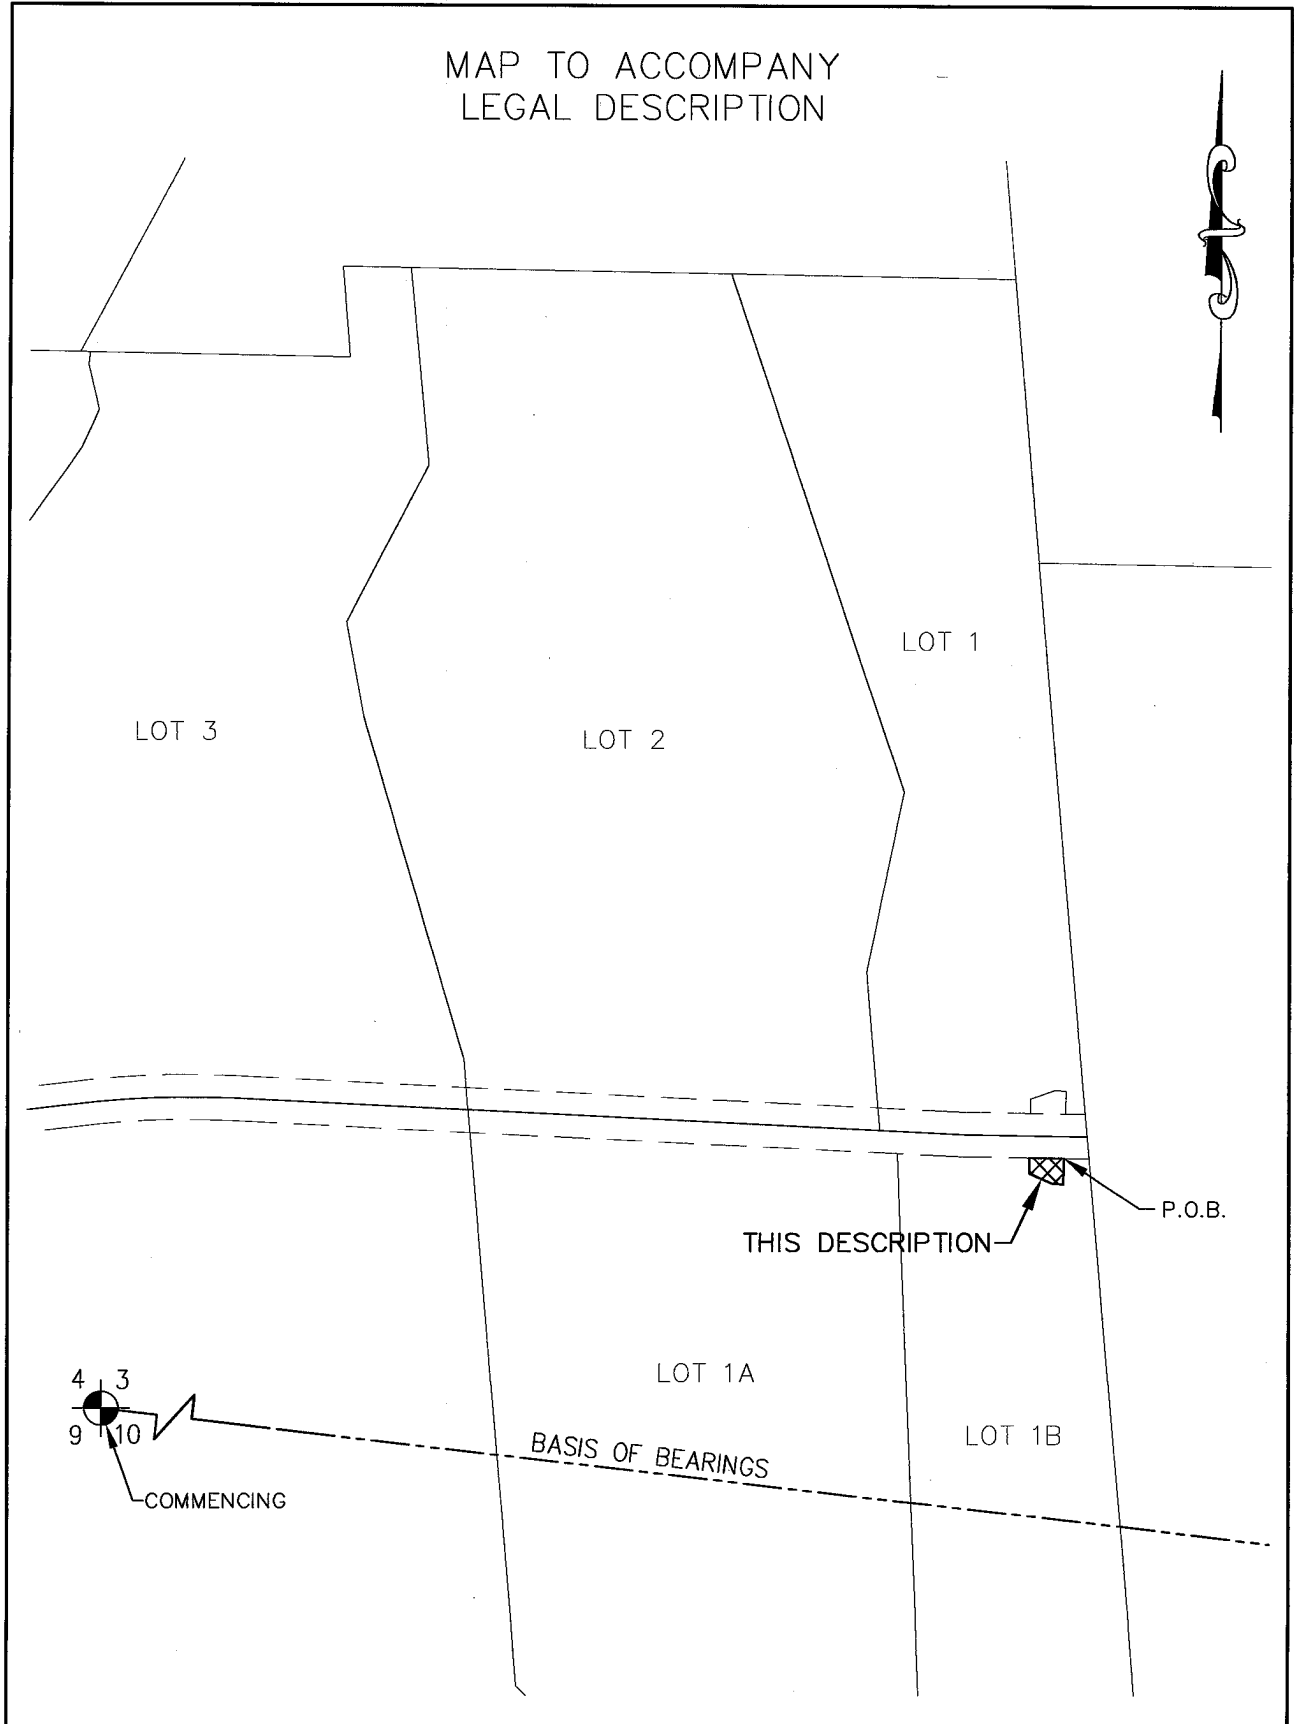 MAP TO ACCOMPANY
LEGAL DESCRIPTION
LOT 1
LOT 3
LOT 2
P.O.B.
THIS DESCRIPTION
LOT 1A
4 3
9 10
LOT 1B
BASIS OF BEARINGS
COMMENCING